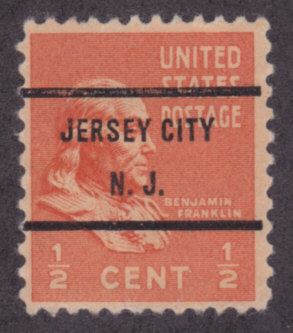 UNITED
STATES
POSTAGE
JERSEY CITY
N. J.
BENJAMIN
FRANKLIN
1/2 CENT 1/2